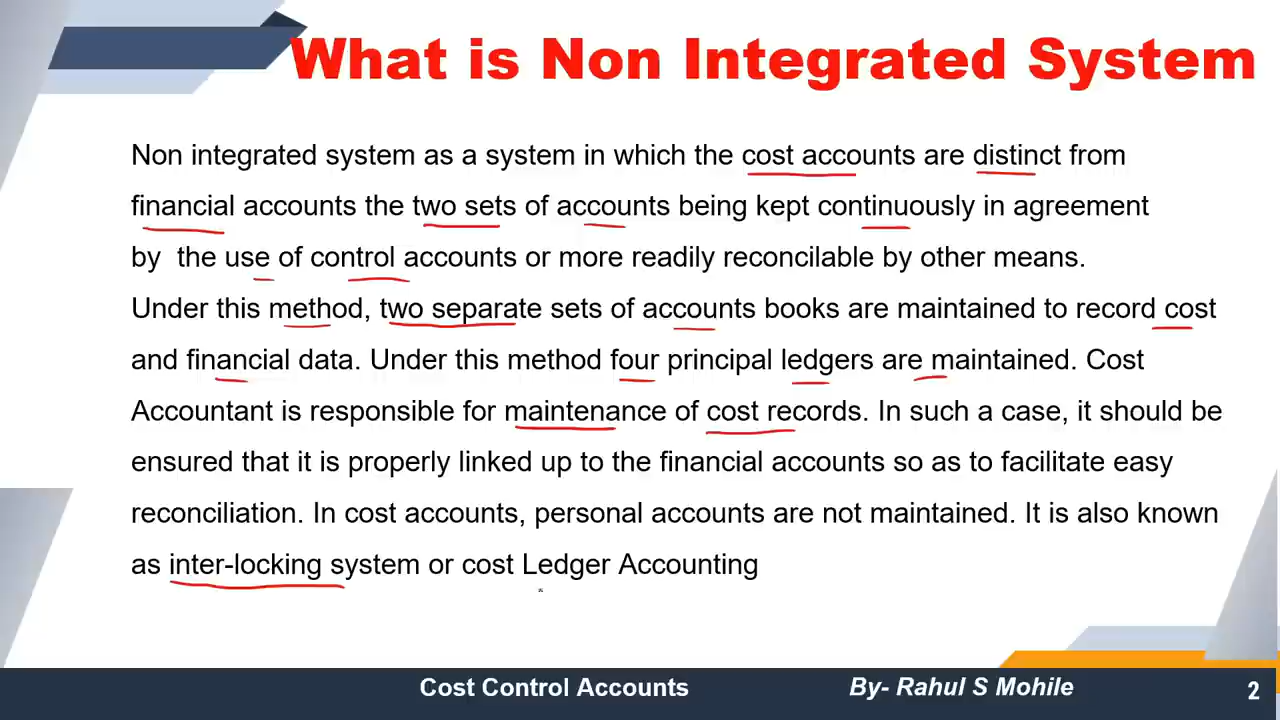 What is Non Integrated System
Non integrated system as a system in which the cost accounts are distinct from
financial accounts the two sets of accounts being kept continuously in agreement
by the use of control accounts or more readily reconcilable by other means.
Under this method, two separate sets of accounts books are maintained to record cost
and financial data. Under this method four principal ledgers are maintained. Cost
Accountant is responsible for maintenance of cost records. In such a case, it should be
ensured that it is properly linked up to the financial accounts so as to facilitate easy
reconciliation. In cost accounts, personal accounts are not maintained. It is also known
as inter-locking system or cost Ledger Accounting
Cost Control Accounts
By- Rahul S Mohile
2